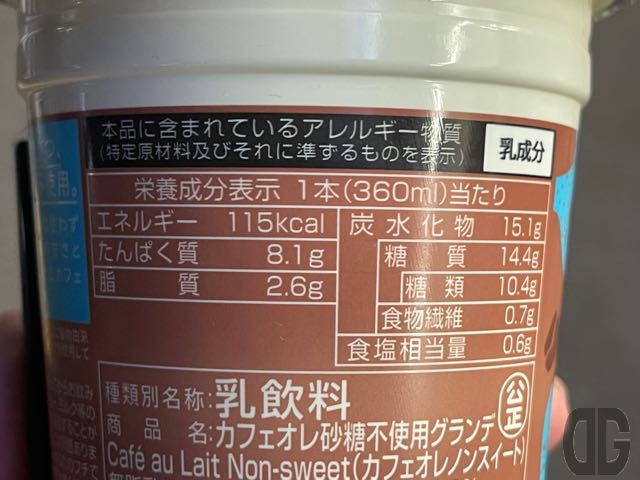 本品に含まれているアレルギー物質
(特定原材料及びそれに準ずるものを表示)
乳成分
使用。
栄養成分表示 1本(360ml)当たり
エネルギー 115kcal
たんぱく質 8.1g
脂質 2.6g
炭水化物 15.1g
糖質 14.4g
糖類 10.4g
食物繊維 0.7g
食塩相当量 0.6g
種類別名称:乳飲料
公正
商品名:カフェオレ砂糖不使用グランデ
Café au Lait Non-sweet(カフェオレノンスイート)
DG